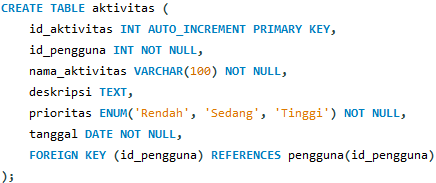 CREATE TABLE aktivitas (
    id_aktivitas INT AUTO_INCREMENT PRIMARY KEY,
    id_pengguna INT NOT NULL,
    nama_aktivitas VARCHAR(100) NOT NULL,
    deskripsi TEXT,
    prioritas ENUM('Rendah', 'Sedang', 'Tinggi') NOT NULL,
    tanggal DATE NOT NULL,
    FOREIGN KEY (id_pengguna) REFERENCES pengguna(id_pengguna)
);